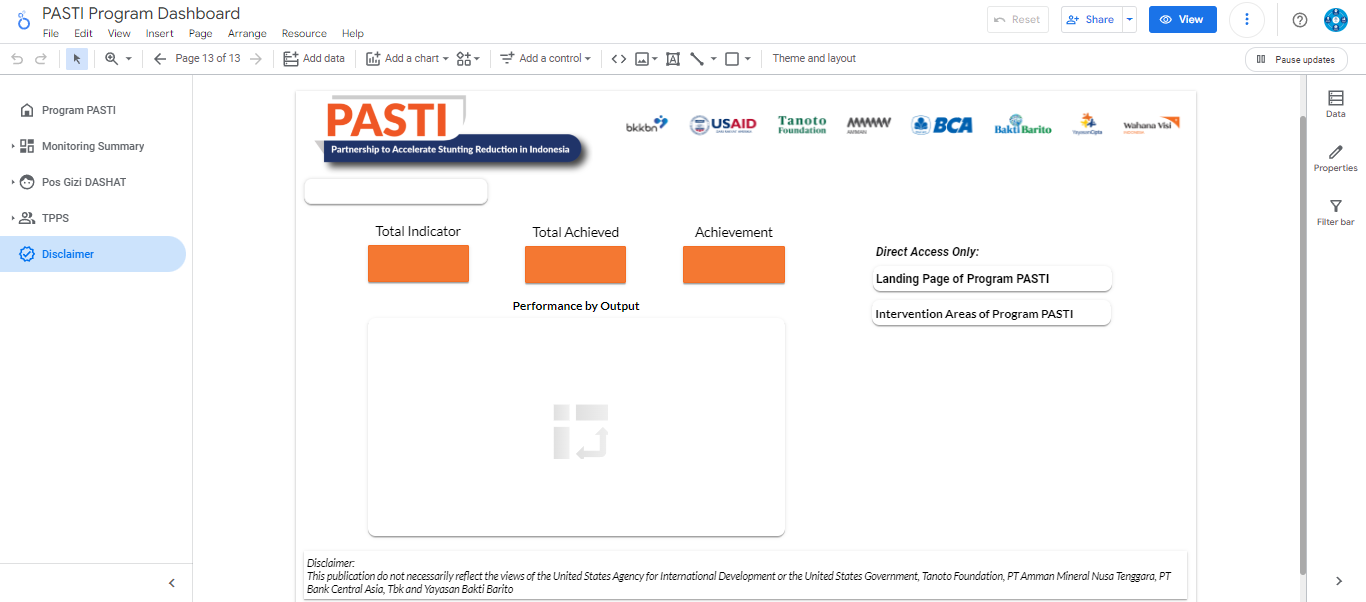 PASTI Program Dashboard
File Edit View Insert Page Arrange Resource Help
Reset
Share
View
Page 13 of 13
Add data
Add a chart
Add a control
Theme and layout
Pause updates
Program PASTI
Monitoring Summary
Pos Gizi DASHAT
TPPS
Disclaimer
PASTI
Partnership to Accelerate Stunting Reduction in Indonesia
bkkbn
USAID
Tanoto
Foundation
BCA
Bakti Barito
Wahana Visi
Total Indicator
Total Achieved
Achievement
Performance by Output
Direct Access Only:
Landing Page of Program PASTI
Intervention Areas of Program PASTI
Disclaimer:
This publication do not necessarily reflect the views of the United States Agency for International Development or the United States Government, Tanoto Foundation, PT Amman Mineral Nusa Tenggara, PT
Bank Central Asia, Tbk and Yayasan Bakti Barito
Data
Properties
Filter bar